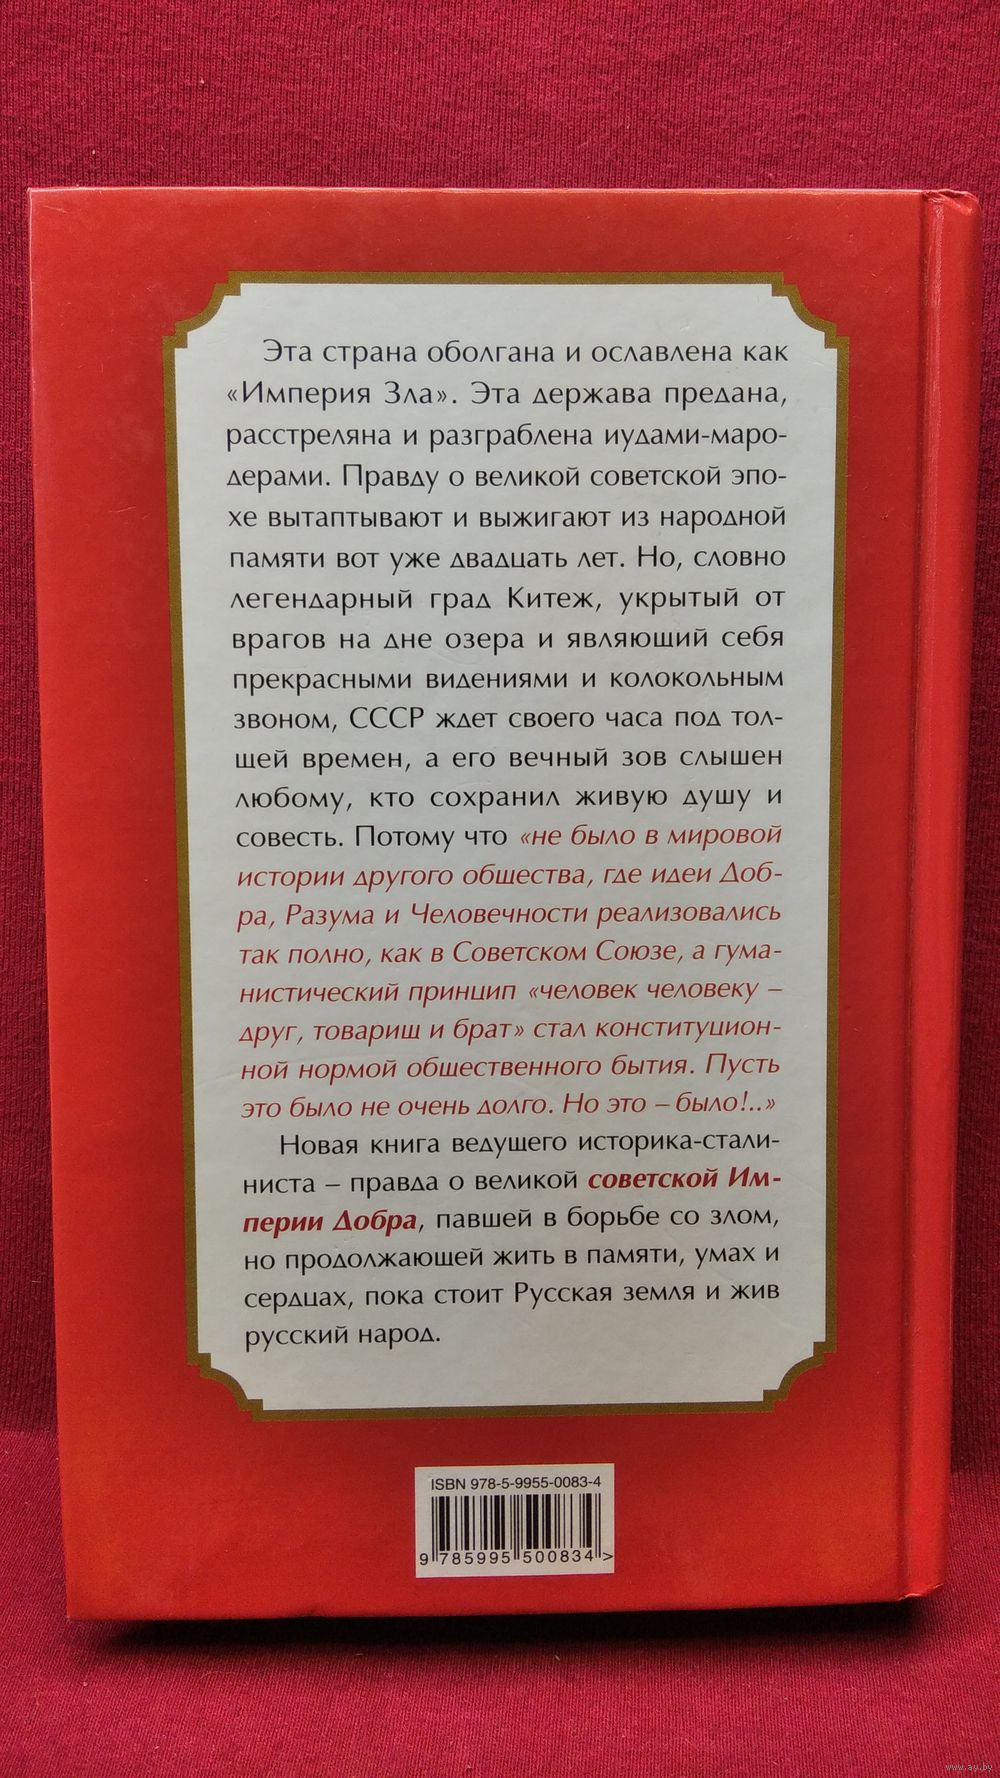 Эта страна оболгана и ославлена как
«Империя Зла». Эта держава предана,
расстреляна и разграблена иудами-маро-
дерами. Правду о великой советской эпо-
хе вытаптывают и выжигают из народной
памяти вот уже двадцать лет. Но, словно
легендарный град Китеж, укрытый от
врагов на дне озера и являющий себя
прекрасными видениями и колокольным
звоном, СССР ждет своего часа под тол-
щей времен, а его вечный зов слышен
любому, кто сохранил живую душу и
совесть. Потому что «не было в мировой
истории другого общества, где идеи Доб-
ра, Разума и Человечности реализовались
так полно, как в Советском Союзе, а гума-
нистический принцип «человек человеку –
друг, товарищ и брат» стал конституцион-
ной нормой общественного бытия. Пусть
это было не очень долго. Но это – было!..»
Новая книга ведущего историка-стали-
ниста – правда о великой советской Им-
перии Добра, павшей в борьбе со злом,
но продолжающей жить в памяти, умах и
сердцах, пока стоит Русская земля и жив
русский народ.
ISBN 978-5-9955-0083-4
9 785995 500834 >
www.ay.by